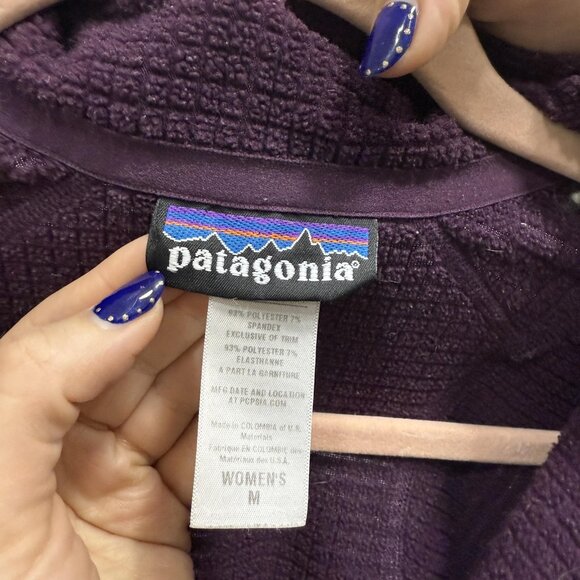 patagonia®
93% POLYESTER 7%
SPANDEX
EXCLUSIVE OF TRIM
93% POLYESTER 7%
ELASTHANNE
A PART LA GARNITURE
MFG DATE AND LOCATION
AT PCPSIA.COM
Made in COLOMBIA of U.S.
Materials
Fabriqué en COLOMBIE, des
Matériaux des U.S.A.
WOMEN'S
M